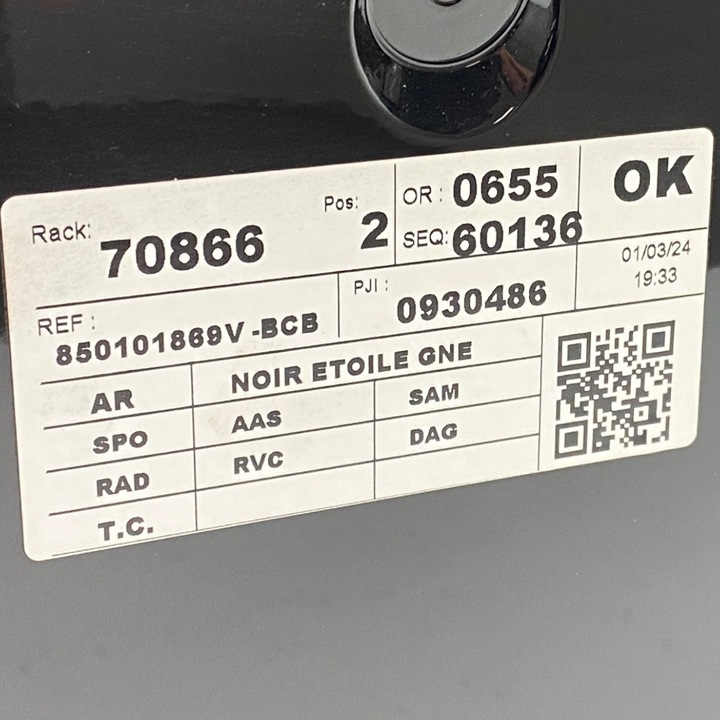 Rack: 70866 Pos: 2 OR : 0655 OK
SEQ: 60136
REF : 850101869V -BCB PJI : 0930486 01/03/24
19:33
AR NOIR ETOILE GNE
SPO AAS SAM
RAD RVC DAG
T.C.